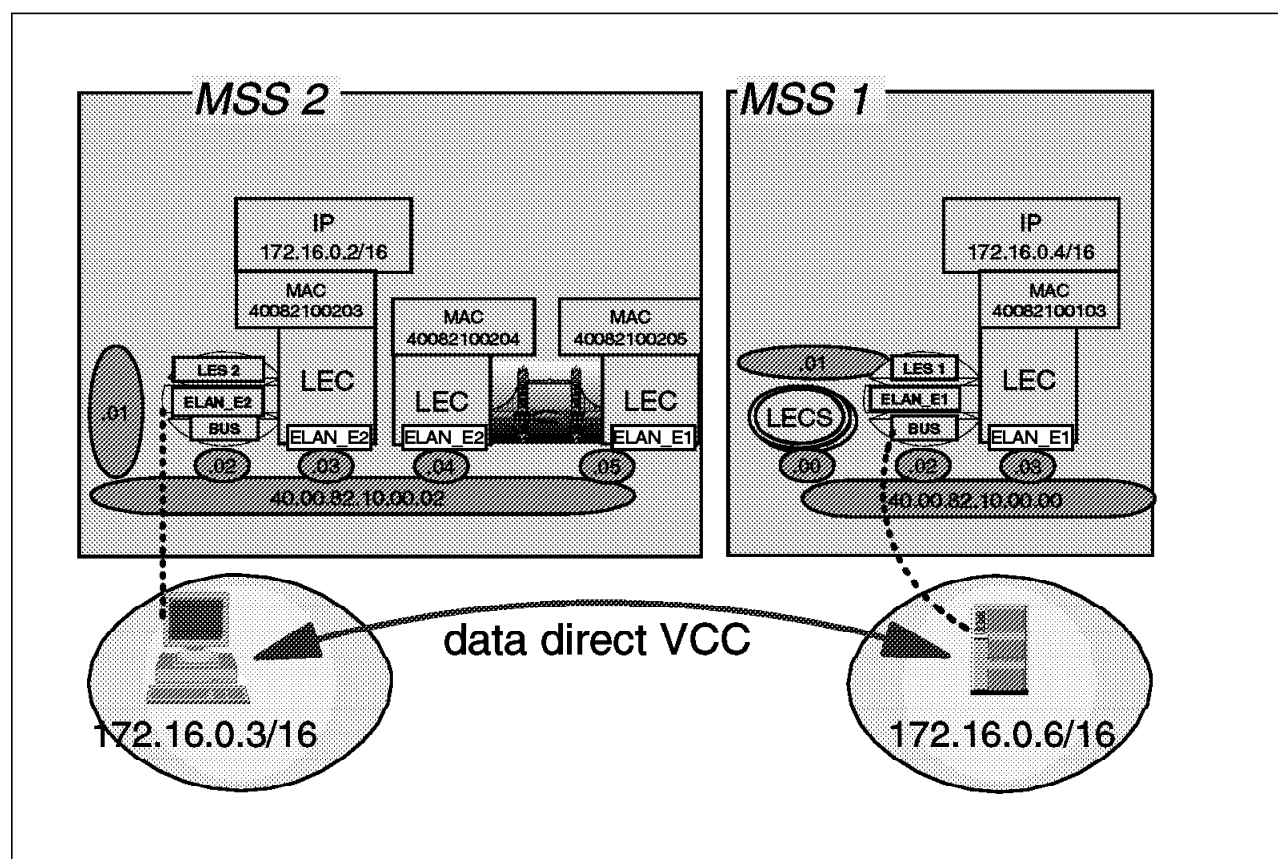 MSS 2
IP
172.16.0.2/16
MAC
40082100203
MAC
40082100204
MAC
40082100205
.01
LES 2
ELAN_E2
BUS
LEC
LEC
LEC
ELAN_E2
ELAN_E2
ELAN_E1
.02
.03
.04
.05
40.00.82.10.00.02
MSS 1
IP
172.16.0.4/16
MAC
40082100103
.01
LES 1
ELAN_E1
BUS
LECS
LEC
ELAN_E1
.00
.02
.03
40.00.82.10.00.00
data direct VCC
172.16.0.3/16
172.16.0.6/16